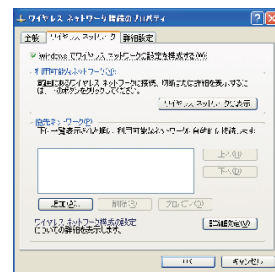 ワイヤレス ネットワーク接続のプロパティ
全般 ワイヤレス ネットワーク 詳細設定
Windows でワイヤレス ネットワークの設定を構成する(W)
利用可能なネットワーク(N):
ワイヤレス ネットワークの表示
優先ネットワーク(P)
上へ(U)
下へ(D)
追加(A)... 削除(R) プロパティ(O)
ワイヤレス ネットワーク構成の設定
についての詳細を表示します。
詳細設定(V)
OK キャンセル